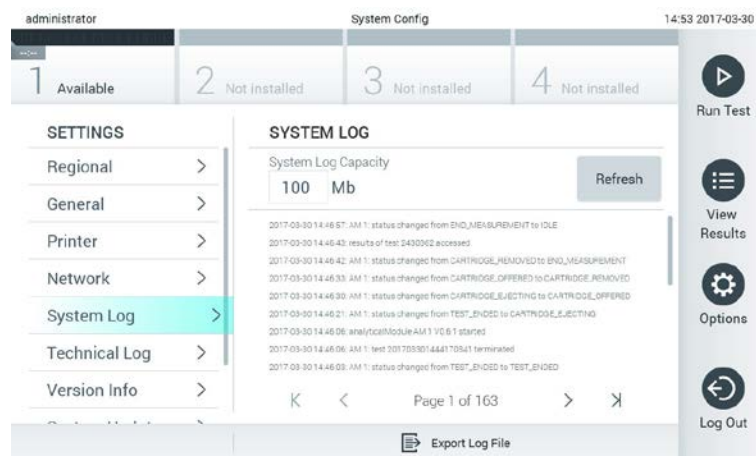 administrator System Config 14:53 2017-03-30
1 Available 2 Not installed 3 Not installed 4 Not installed
Run Test
SETTINGS
Regional
General
Printer
Network
System Log
Technical Log
Version Info
SYSTEM LOG
System Log Capacity
100 Mb
Refresh
2017-03-30 14:46:57: AM 1: status changed from END_MEASUREMENT to IDLE
2017-03-30 14:46:43: results of test 2430362 accessed
2017-03-30 14:46:42: AM 1: status changed from CARTRIDGE_REMOVED to END_MEASUREMENT
2017-03-30 14:46:33: AM 1: status changed from CARTRIDGE_OFFERED to CARTRIDGE_REMOVED
2017-03-30 14:46:30: AM 1: status changed from CARTRIDGE_EJECTING to CARTRIDGE_OFFERED
2017-03-30 14:46:21: AM 1: status changed from TEST_ENDED to CARTRIDGE_EJECTING
2017-03-30 14:46:06: analyticalModule AM 1 V0.6.1 started
2017-03-30 14:46:06: AM 1: test 201703301444170341 terminated
2017-03-30 14:46:03: AM 1: status changed from TEST_ENDED to TEST_ENDED
Page 1 of 163
Export Log File
View
Results
Options
Log Out